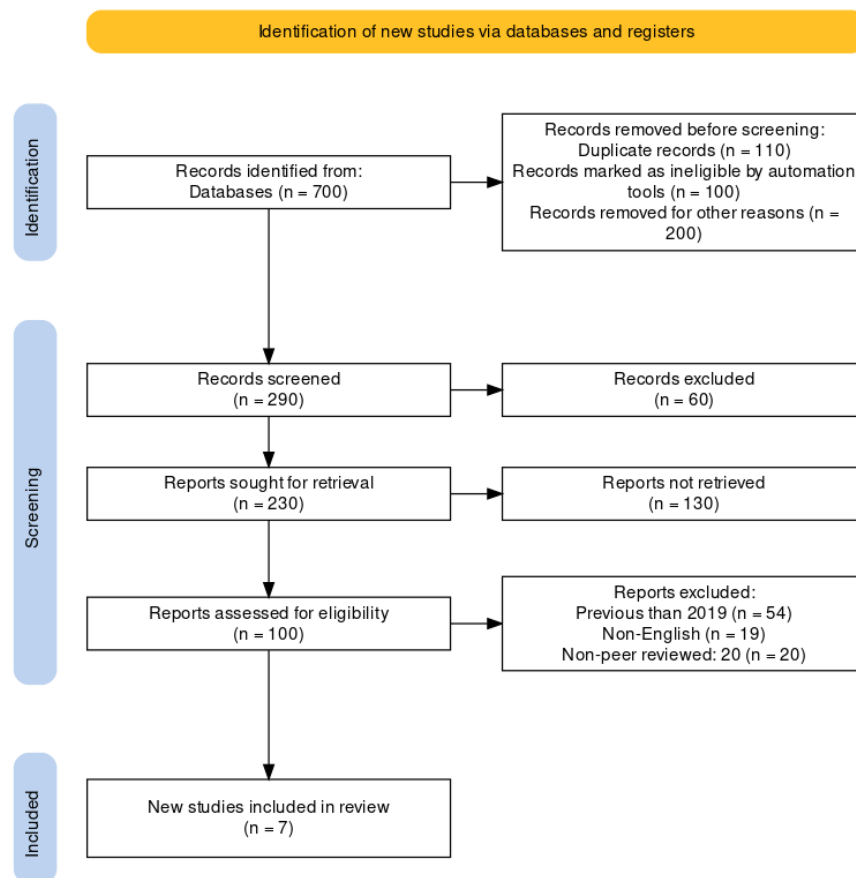 Identification of new studies via databases and registers
Identification
Records identified from:
Databases (n = 700)
Records removed before screening:
Duplicate records (n = 110)
Records marked as ineligible by automation
tools (n = 100)
Records removed for other reasons (n =
200)
Screening
Records screened
(n = 290)
Records excluded
(n = 60)
Reports sought for retrieval
(n = 230)
Reports not retrieved
(n = 130)
Reports assessed for eligibility
(n = 100)
Reports excluded:
Previous than 2019 (n = 54)
Non-English (n = 19)
Non-peer reviewed: 20 (n = 20)
Included
New studies included in review
(n = 7)